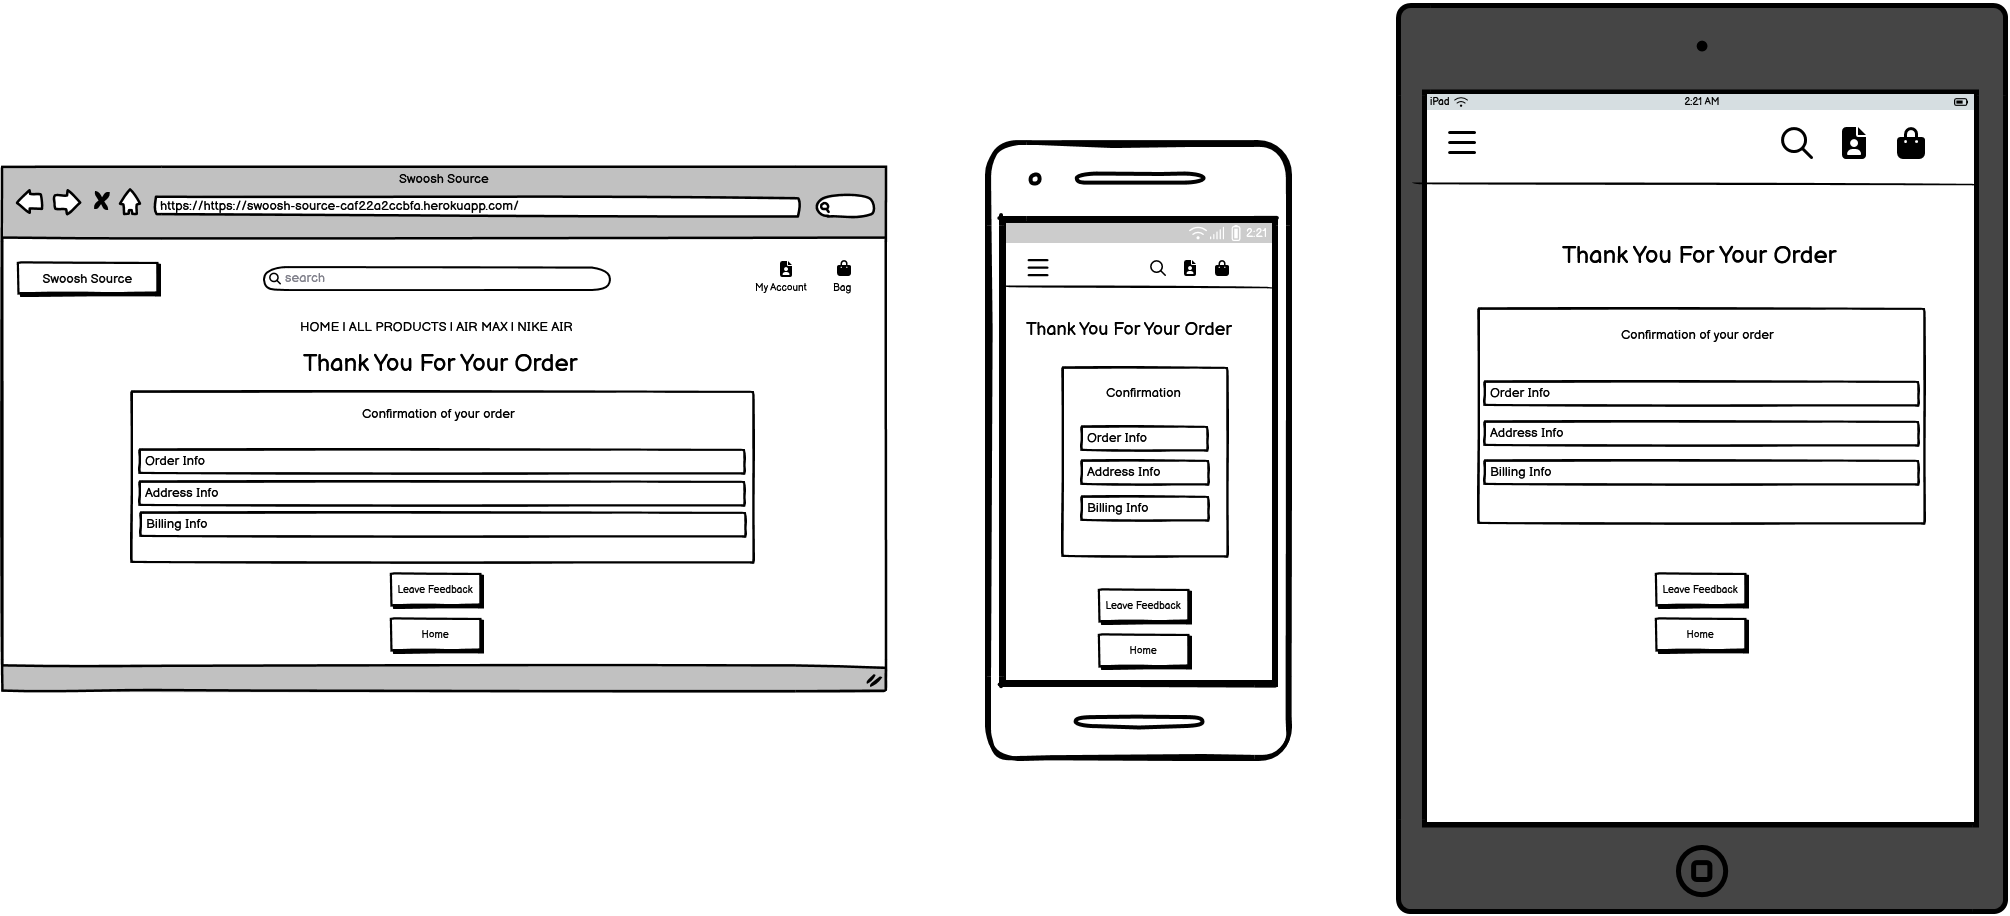 Swoosh Source
https://https://swoosh-source-caf22a2ccbfa.herokuapp.com/
Swoosh Source
search
My Account
Bag
HOME | ALL PRODUCTS | AIR MAX | NIKE AIR
Thank You For Your Order
Confirmation of your order
Order Info
Address Info
Billing Info
Leave Feedback
Home
2:21
Thank You For Your Order
Confirmation
Order Info
Address Info
Billing Info
Leave Feedback
Home
iPad
2:21 AM
Thank You For Your Order
Confirmation of your order
Order Info
Address Info
Billing Info
Leave Feedback
Home